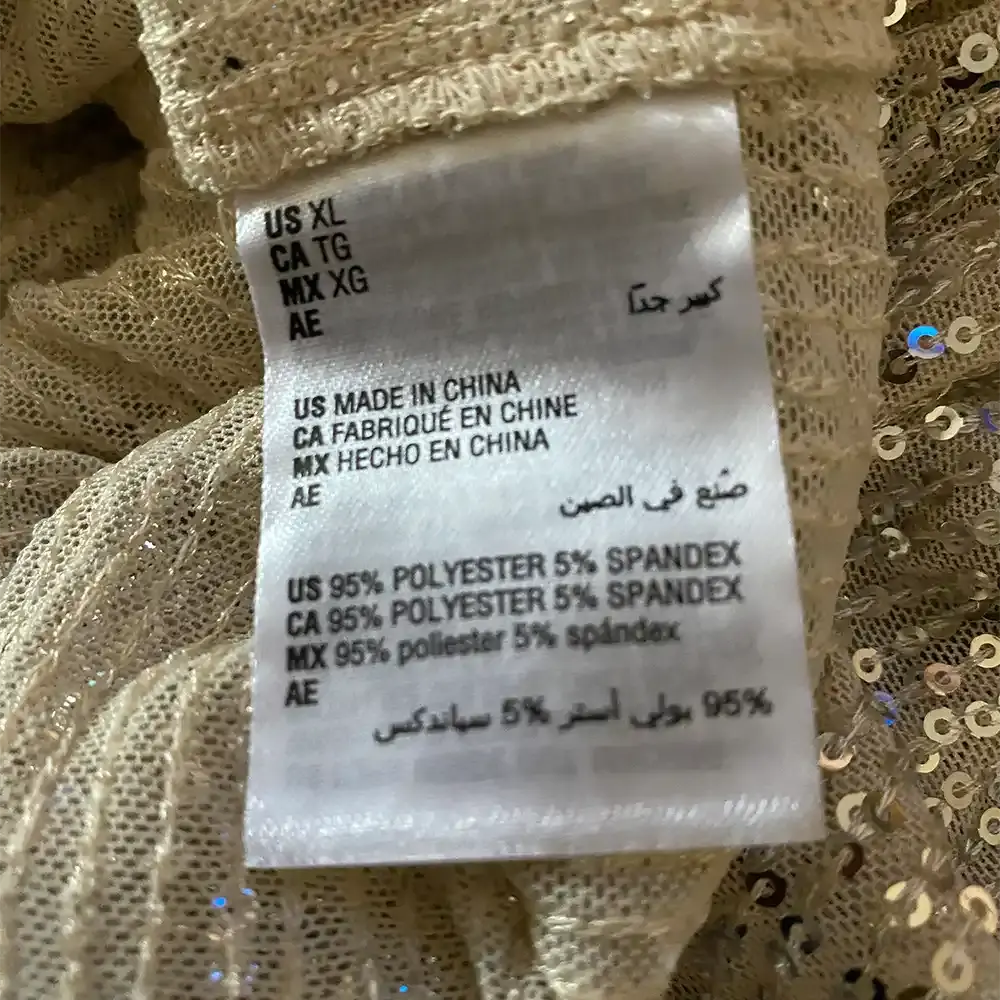 US XL
CA TG
MX XG
AE
كبير جدًا
US MADE IN CHINA
CA FABRIQUÉ EN CHINE
MX HECHO EN CHINA
AE
صُنع في الصين
US 95% POLYESTER 5% SPANDEX
CA 95% POLYESTER 5% SPANDEX
MX 95% poliester 5% spándex
AE
95% بولي أستر 5% سباندكس